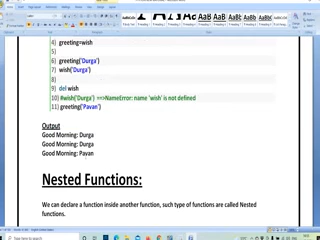 4) greeting=wish
5)
6) greeting('Durga')
7) wish('Durga')
8)
9) del wish
10) #wish('Durga') ==>NameError: name 'wish' is not defined
11) greeting('Pavan')
Output
Good Morning: Durga
Good Morning: Durga
Good Morning: Pavan
Nested Functions:
We can declare a function inside another function, such type of functions are called Nested
functions.